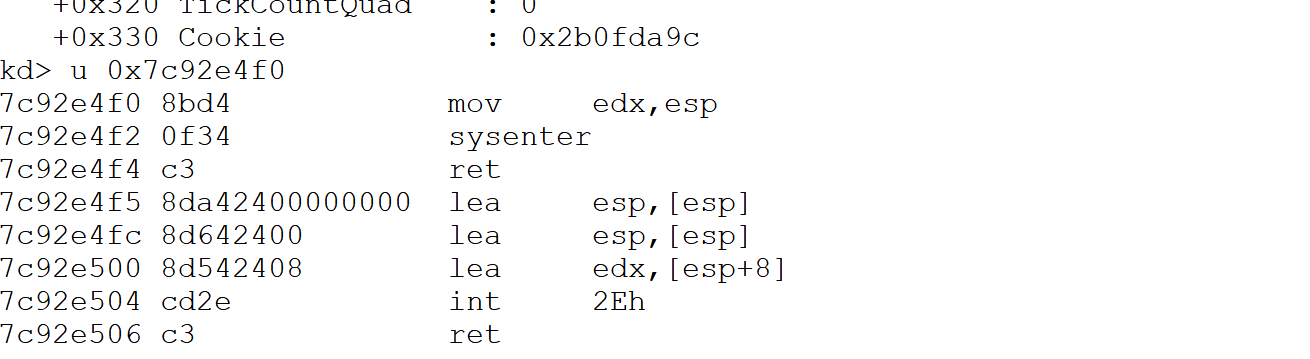 +0x320 TickCountQuad : 0
+0x330 Cookie : 0x2b0fda9c
kd> u 0x7c92e4f0
7c92e4f0 8bd4 mov edx,esp
7c92e4f2 0f34 sysenter
7c92e4f4 c3 ret
7c92e4f5 8da42400000000 lea esp,[esp]
7c92e4fc 8d642400 lea esp,[esp]
7c92e500 8d542408 lea edx,[esp+8]
7c92e504 cd2e int 2Eh
7c92e506 c3 ret